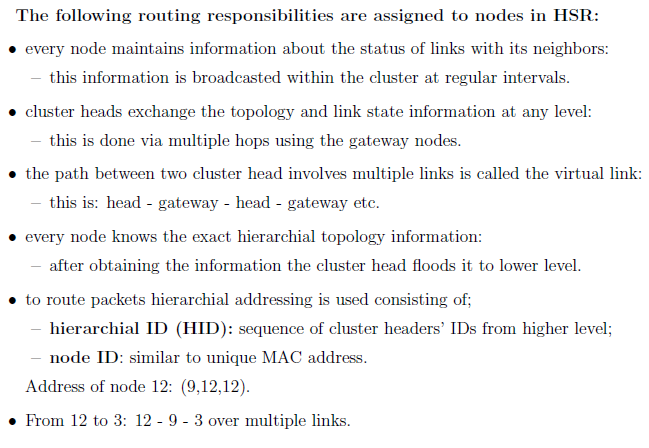 The following routing responsibilities are assigned to nodes in HSR:
• every node maintains information about the status of links with its neighbors:
– this information is broadcasted within the cluster at regular intervals.
• cluster heads exchange the topology and link state information at any level:
– this is done via multiple hops using the gateway nodes.
• the path between two cluster head involves multiple links is called the virtual link:
– this is: head - gateway - head - gateway etc.
• every node knows the exact hierarchial topology information:
– after obtaining the information the cluster head floods it to lower level.
• to route packets hierarchial addressing is used consisting of;
– hierarchial ID (HID): sequence of cluster headers' IDs from higher level;
– node ID: similar to unique MAC address.
Address of node 12: (9,12,12).
• From 12 to 3: 12 - 9 - 3 over multiple links.